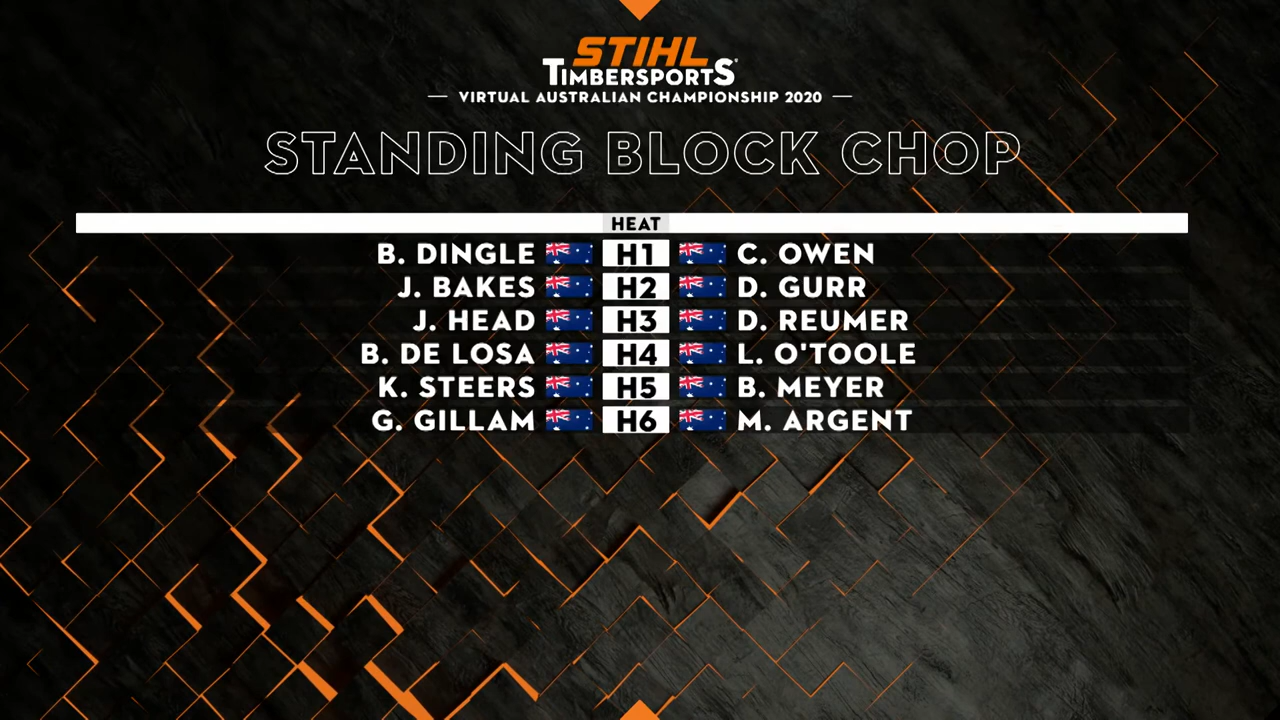 STIHL
TIMBERSPORTS®
VIRTUAL AUSTRALIAN CHAMPIONSHIP 2020
STANDING BLOCK CHOP
HEAT
B. DINGLE H1 C. OWEN
J. BAKES H2 D. GURR
J. HEAD H3 D. REUMER
B. DE LOSA H4 L. O'TOOLE
K. STEERS H5 B. MEYER
G. GILLAM H6 M. ARGENT